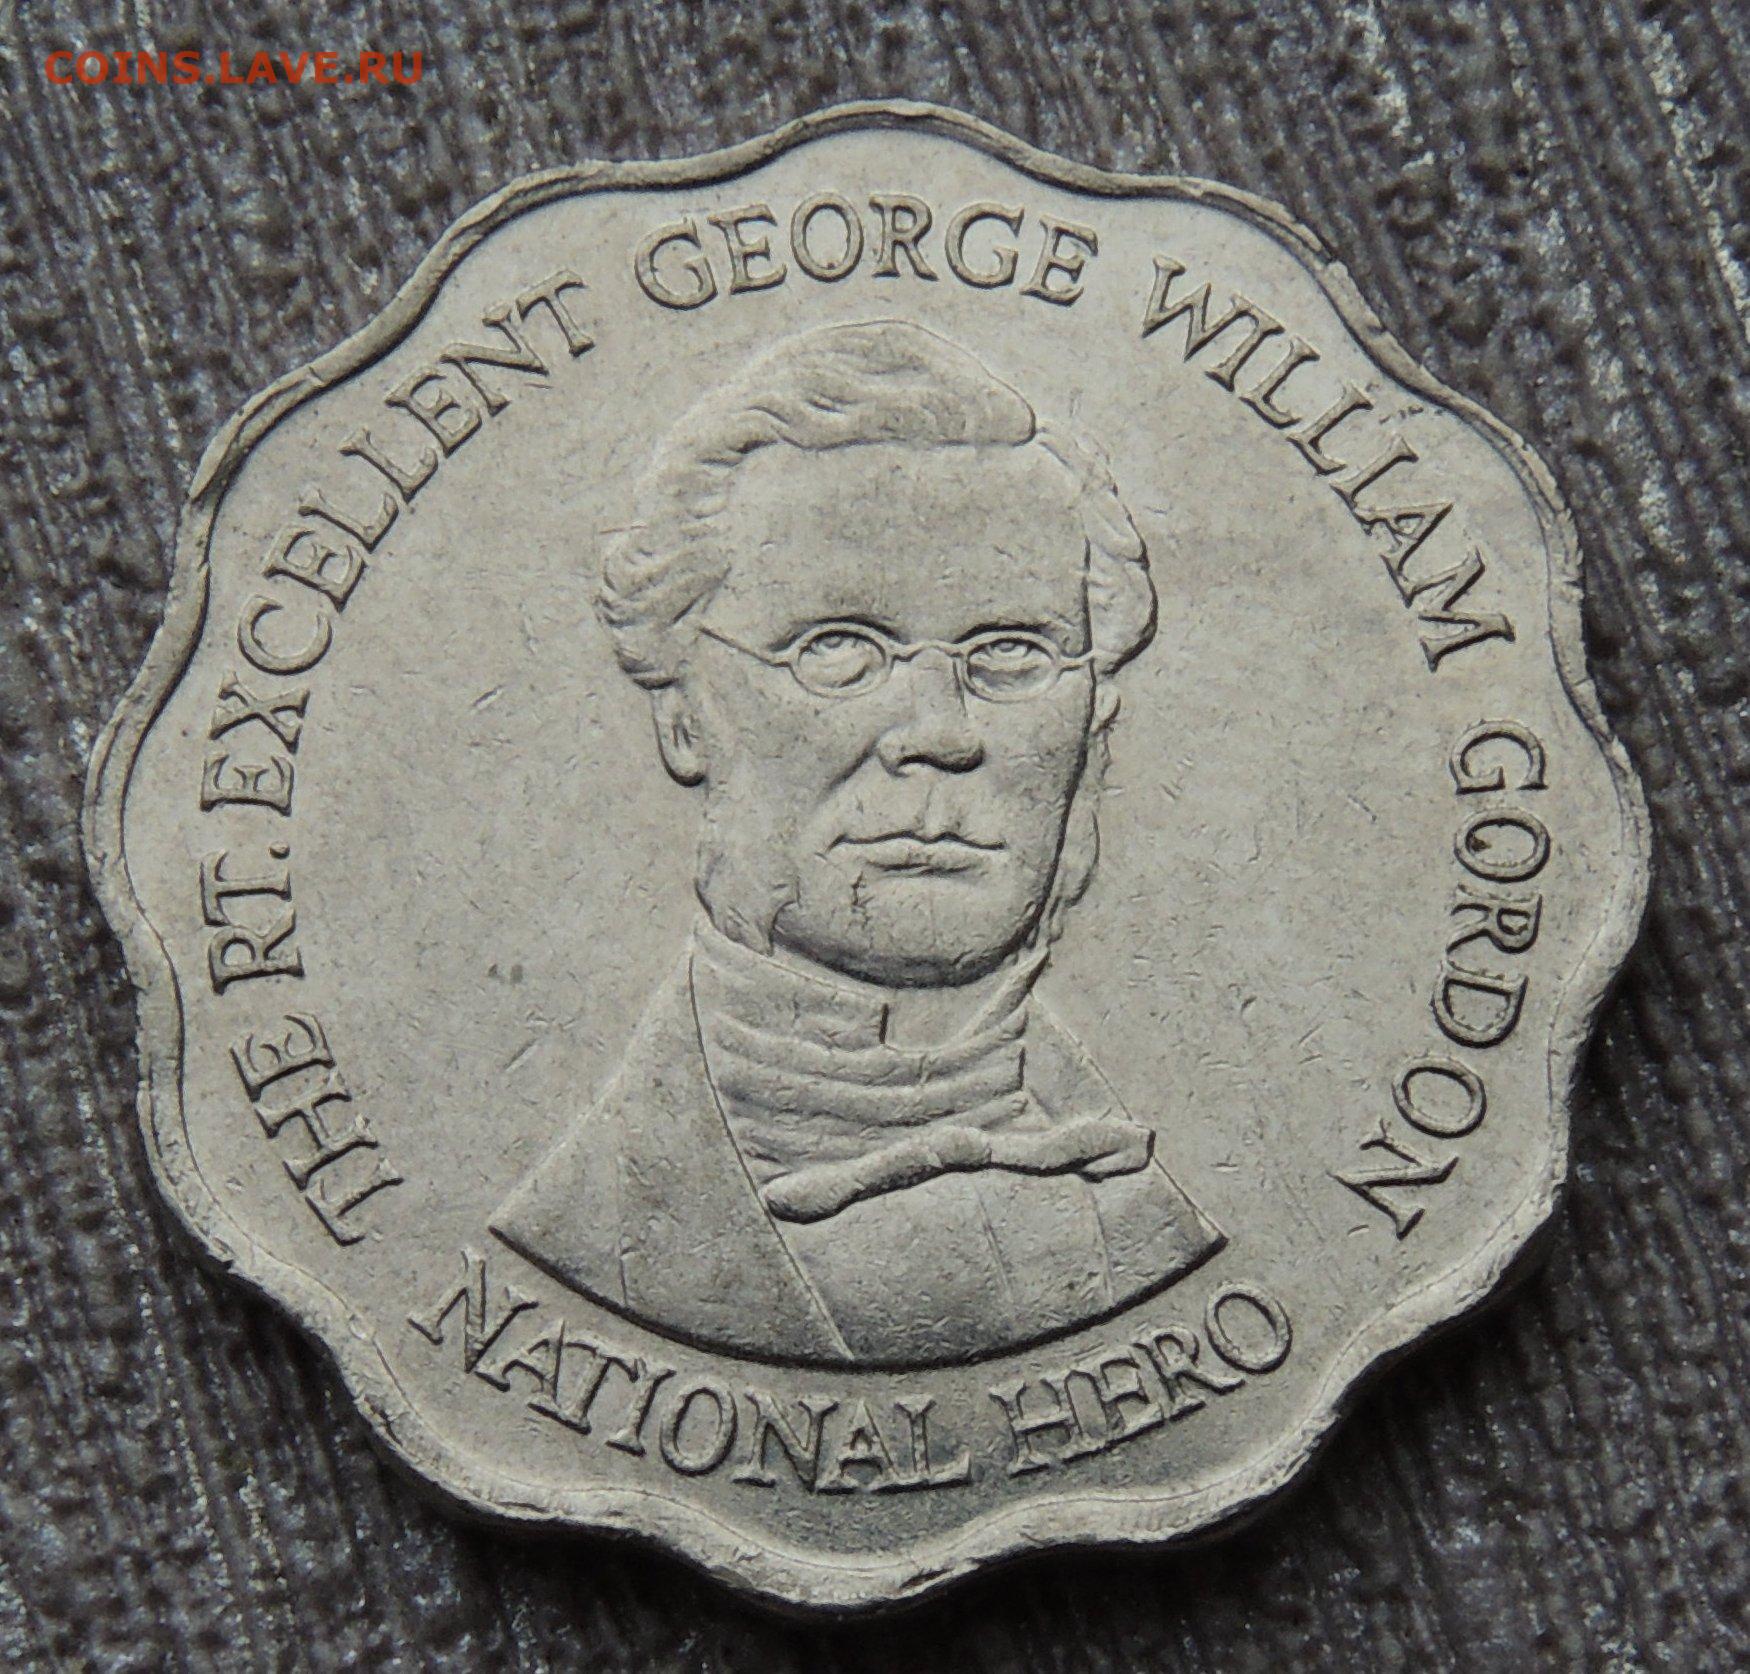 COINS.LAVE.RU
THE RT. EXCELLENT GEORGE WILLIAM GORDON
NATIONAL HERO